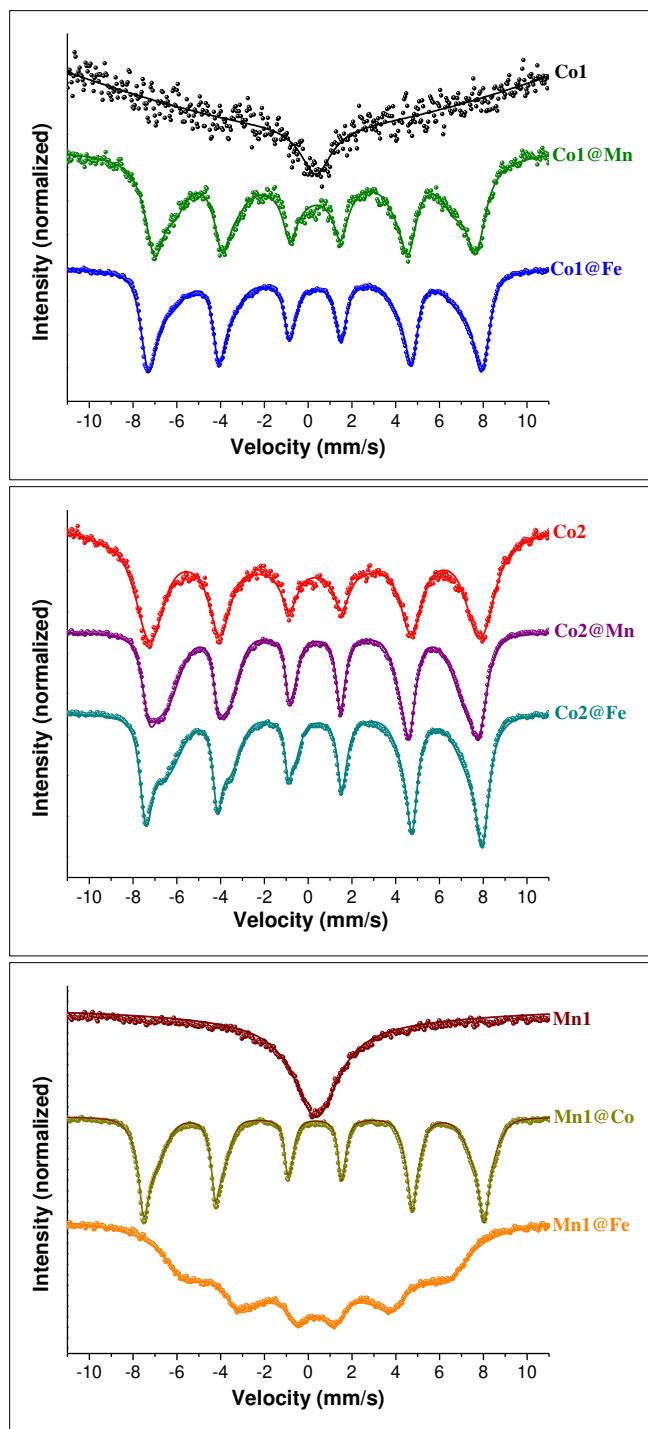 Co1
Co1@Mn
Co1@Fe
Intensity (normalized)
-10 -8 -6 -4 -2 0 2 4 6 8 10
Velocity (mm/s)
Co2
Co2@Mn
Co2@Fe
Intensity (normalized)
-10 -8 -6 -4 -2 0 2 4 6 8 10
Velocity (mm/s)
Mn1
Mn1@Co
Mn1@Fe
Intensity (normalized)
-10 -8 -6 -4 -2 0 2 4 6 8 10
Velocity (mm/s)